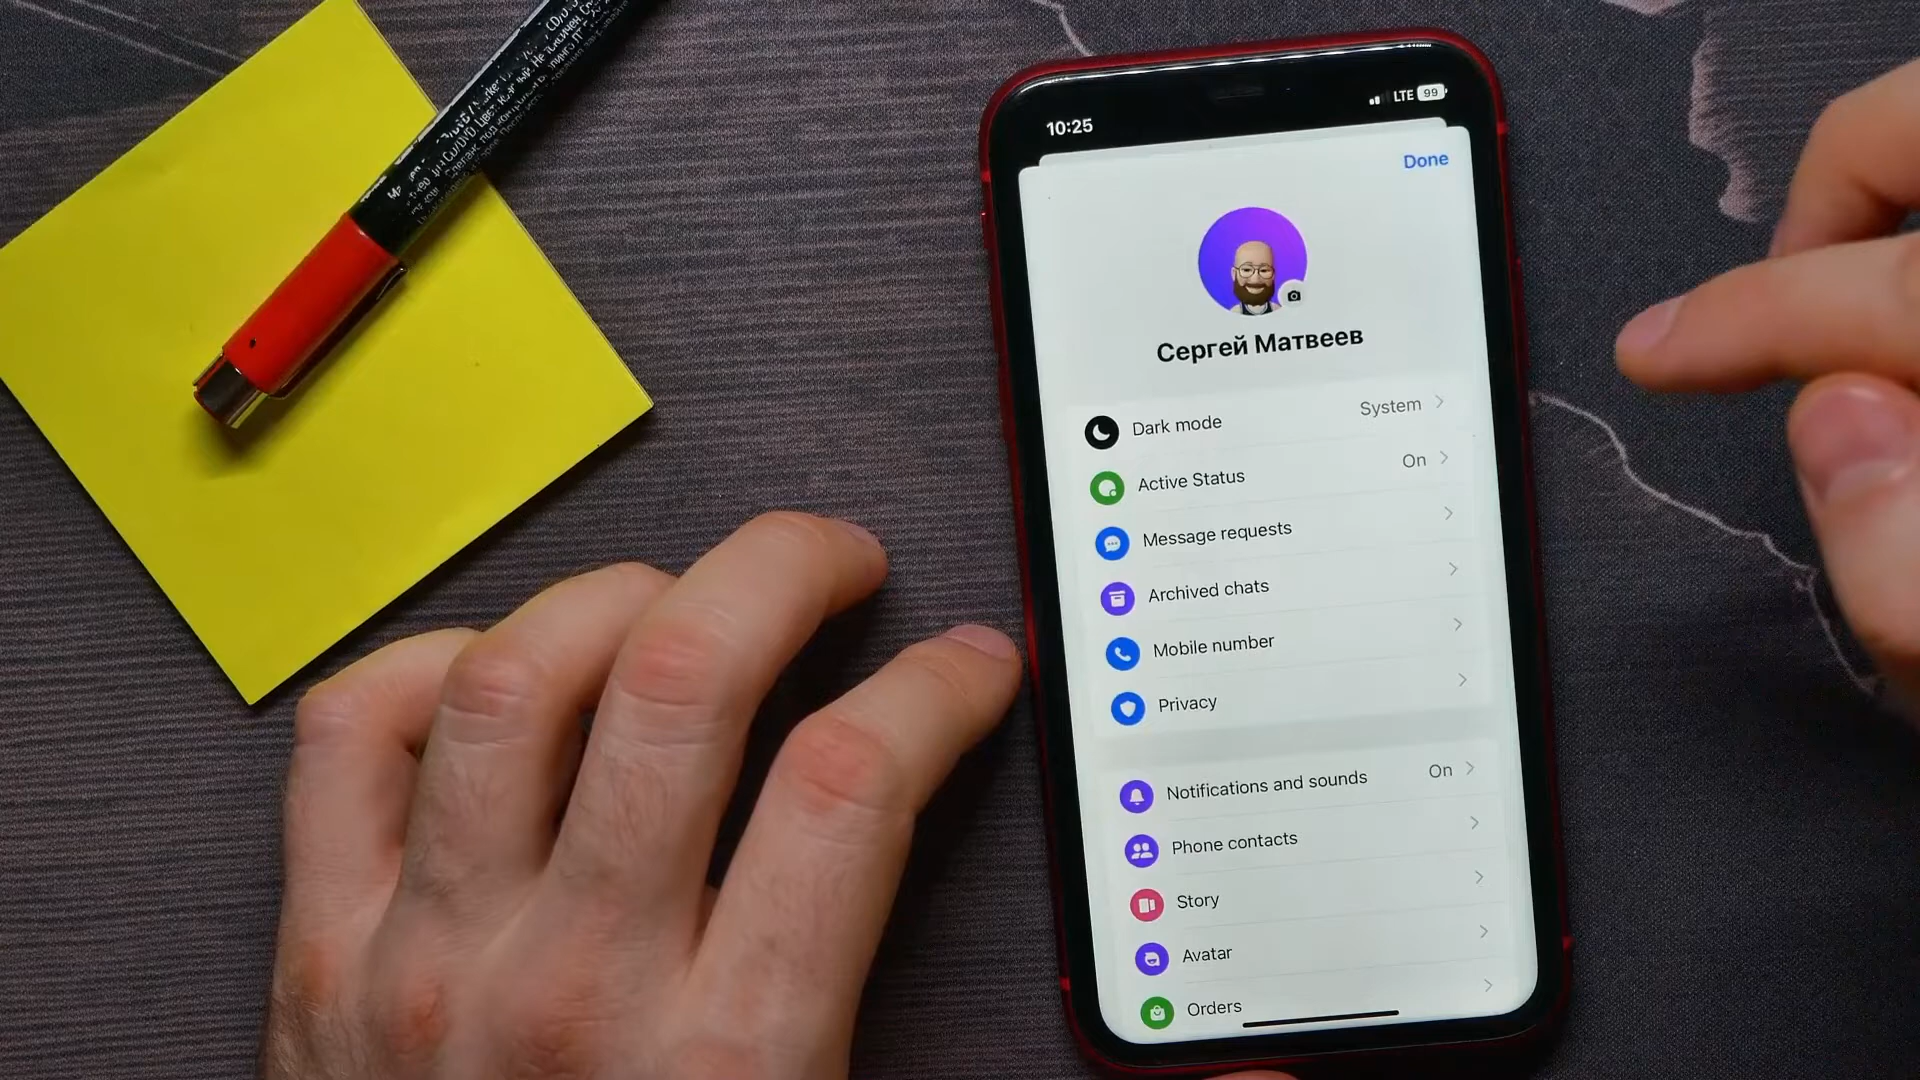 10:25
LTE 99
Done
Сергей Матвеев
Dark mode
System
Active Status
On
Message requests
Archived chats
Mobile number
Privacy
Notifications and sounds
On
Phone contacts
Story
Avatar
Orders